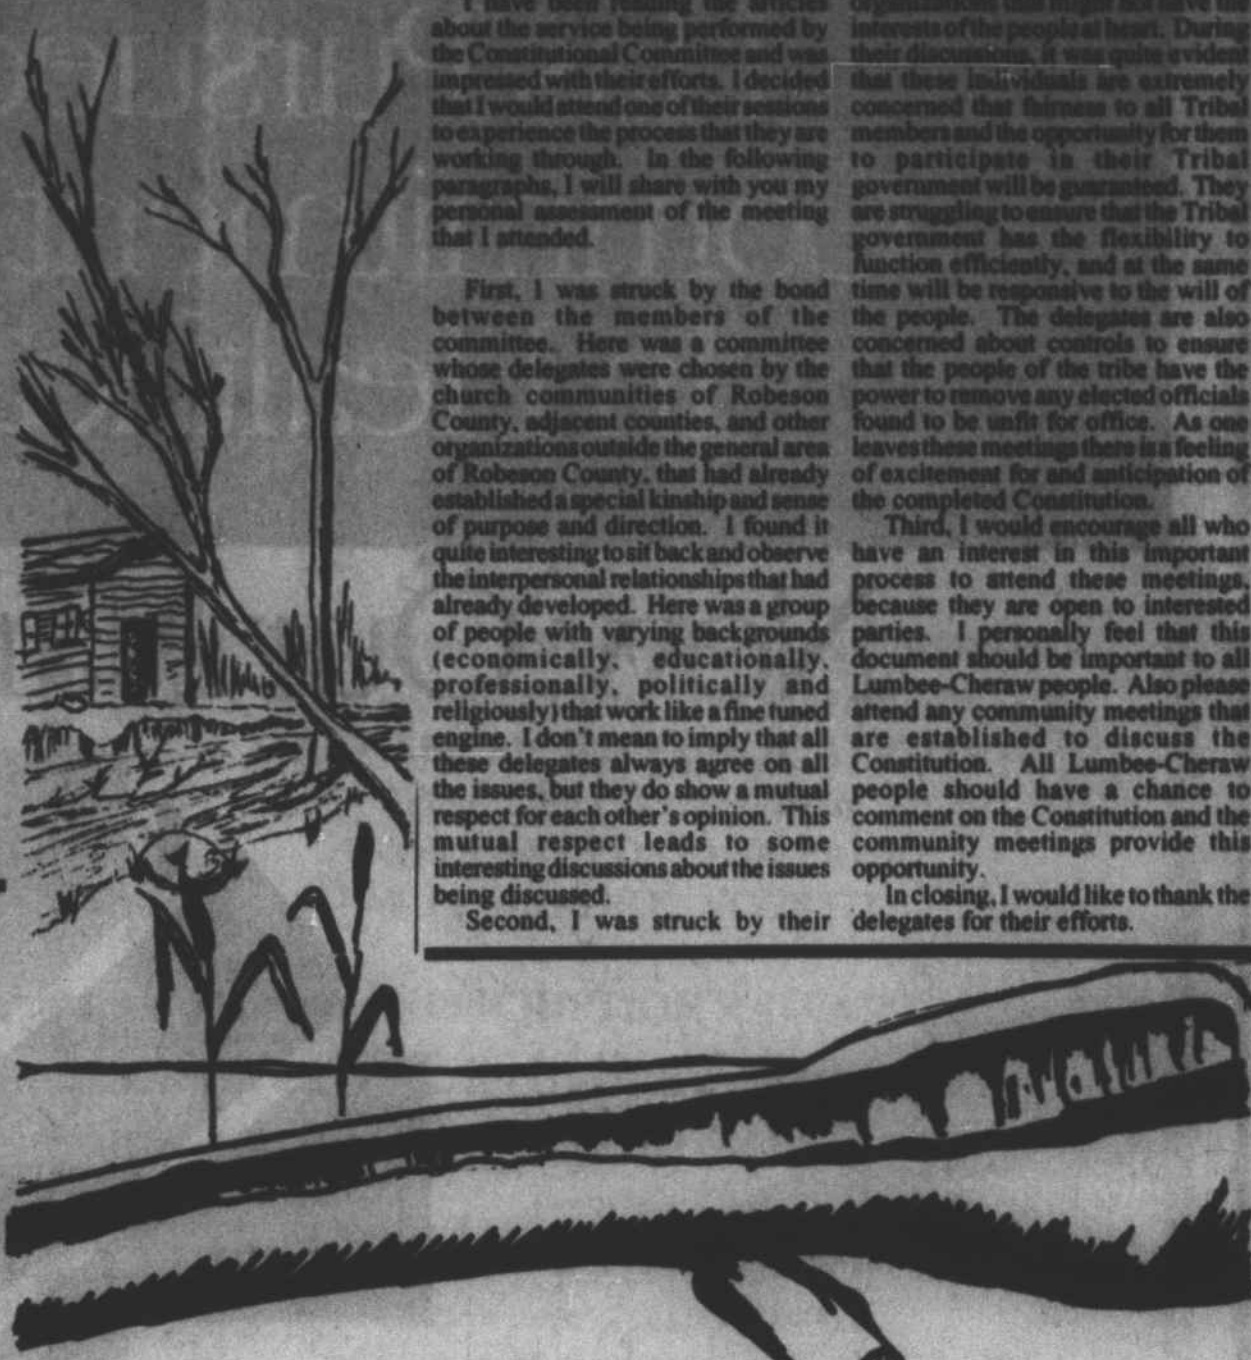 I have been reading the articles
about the service being performed by
the Constitutional Committee and was
impressed with their efforts. I decided
that I would attend one of their sessions
to experience the process that they are
working through. In the following
paragraphs, I will share with you my
personal assessment of the meeting
that I attended.
First, I was struck by the bond
between the members of the
committee. Here was a committee
whose delegates were chosen by the
church communities of Robeson
County, adjacent counties, and other
organizations outside the general area
of Robeson County, that had already
established a special kinship and sense
of purpose and direction. I found it
quite interesting to sit back and observe
the interpersonal relationships that had
already developed. Here was a group
of people with varying backgrounds
(economically, educationally,
professionally, politically and
religiously) that work like a fine tuned
engine. I don't mean to imply that all
these delegates always agree on all
the issues, but they do show a mutual
respect for each other's opinion. This
mutual respect leads to some
interesting discussions about the issues
being discussed.
Second, I was struck by their
organizations that might not have the
interests of the people at heart. During
their discussions, it was quite evident
that these individuals are extremely
concerned that fairness to all Tribal
members and the opportunity for them
to participate in their Tribal
government will be guaranteed. They
are struggling to ensure that the Tribal
government has the flexibility to
function efficiently, and at the same
time will be responsive to the will of
the people. The delegates are also
concerned about controls to ensure
that the people of the tribe have the
power to remove any elected officials
found to be unfit for office. As one
leaves these meetings there is a feeling
of excitement for and anticipation of
the completed Constitution.
Third, I would encourage all who
have an interest in this important
process to attend these meetings,
because they are open to interested
parties. I personally feel that this
document should be important to all
Lumbee-Cheraw people. Also please
attend any community meetings that
are established to discuss the
Constitution. All Lumbee-Cheraw
people should have a chance to
comment on the Constitution and the
community meetings provide this
opportunity.
In closing, I would like to thank the
delegates for their efforts.